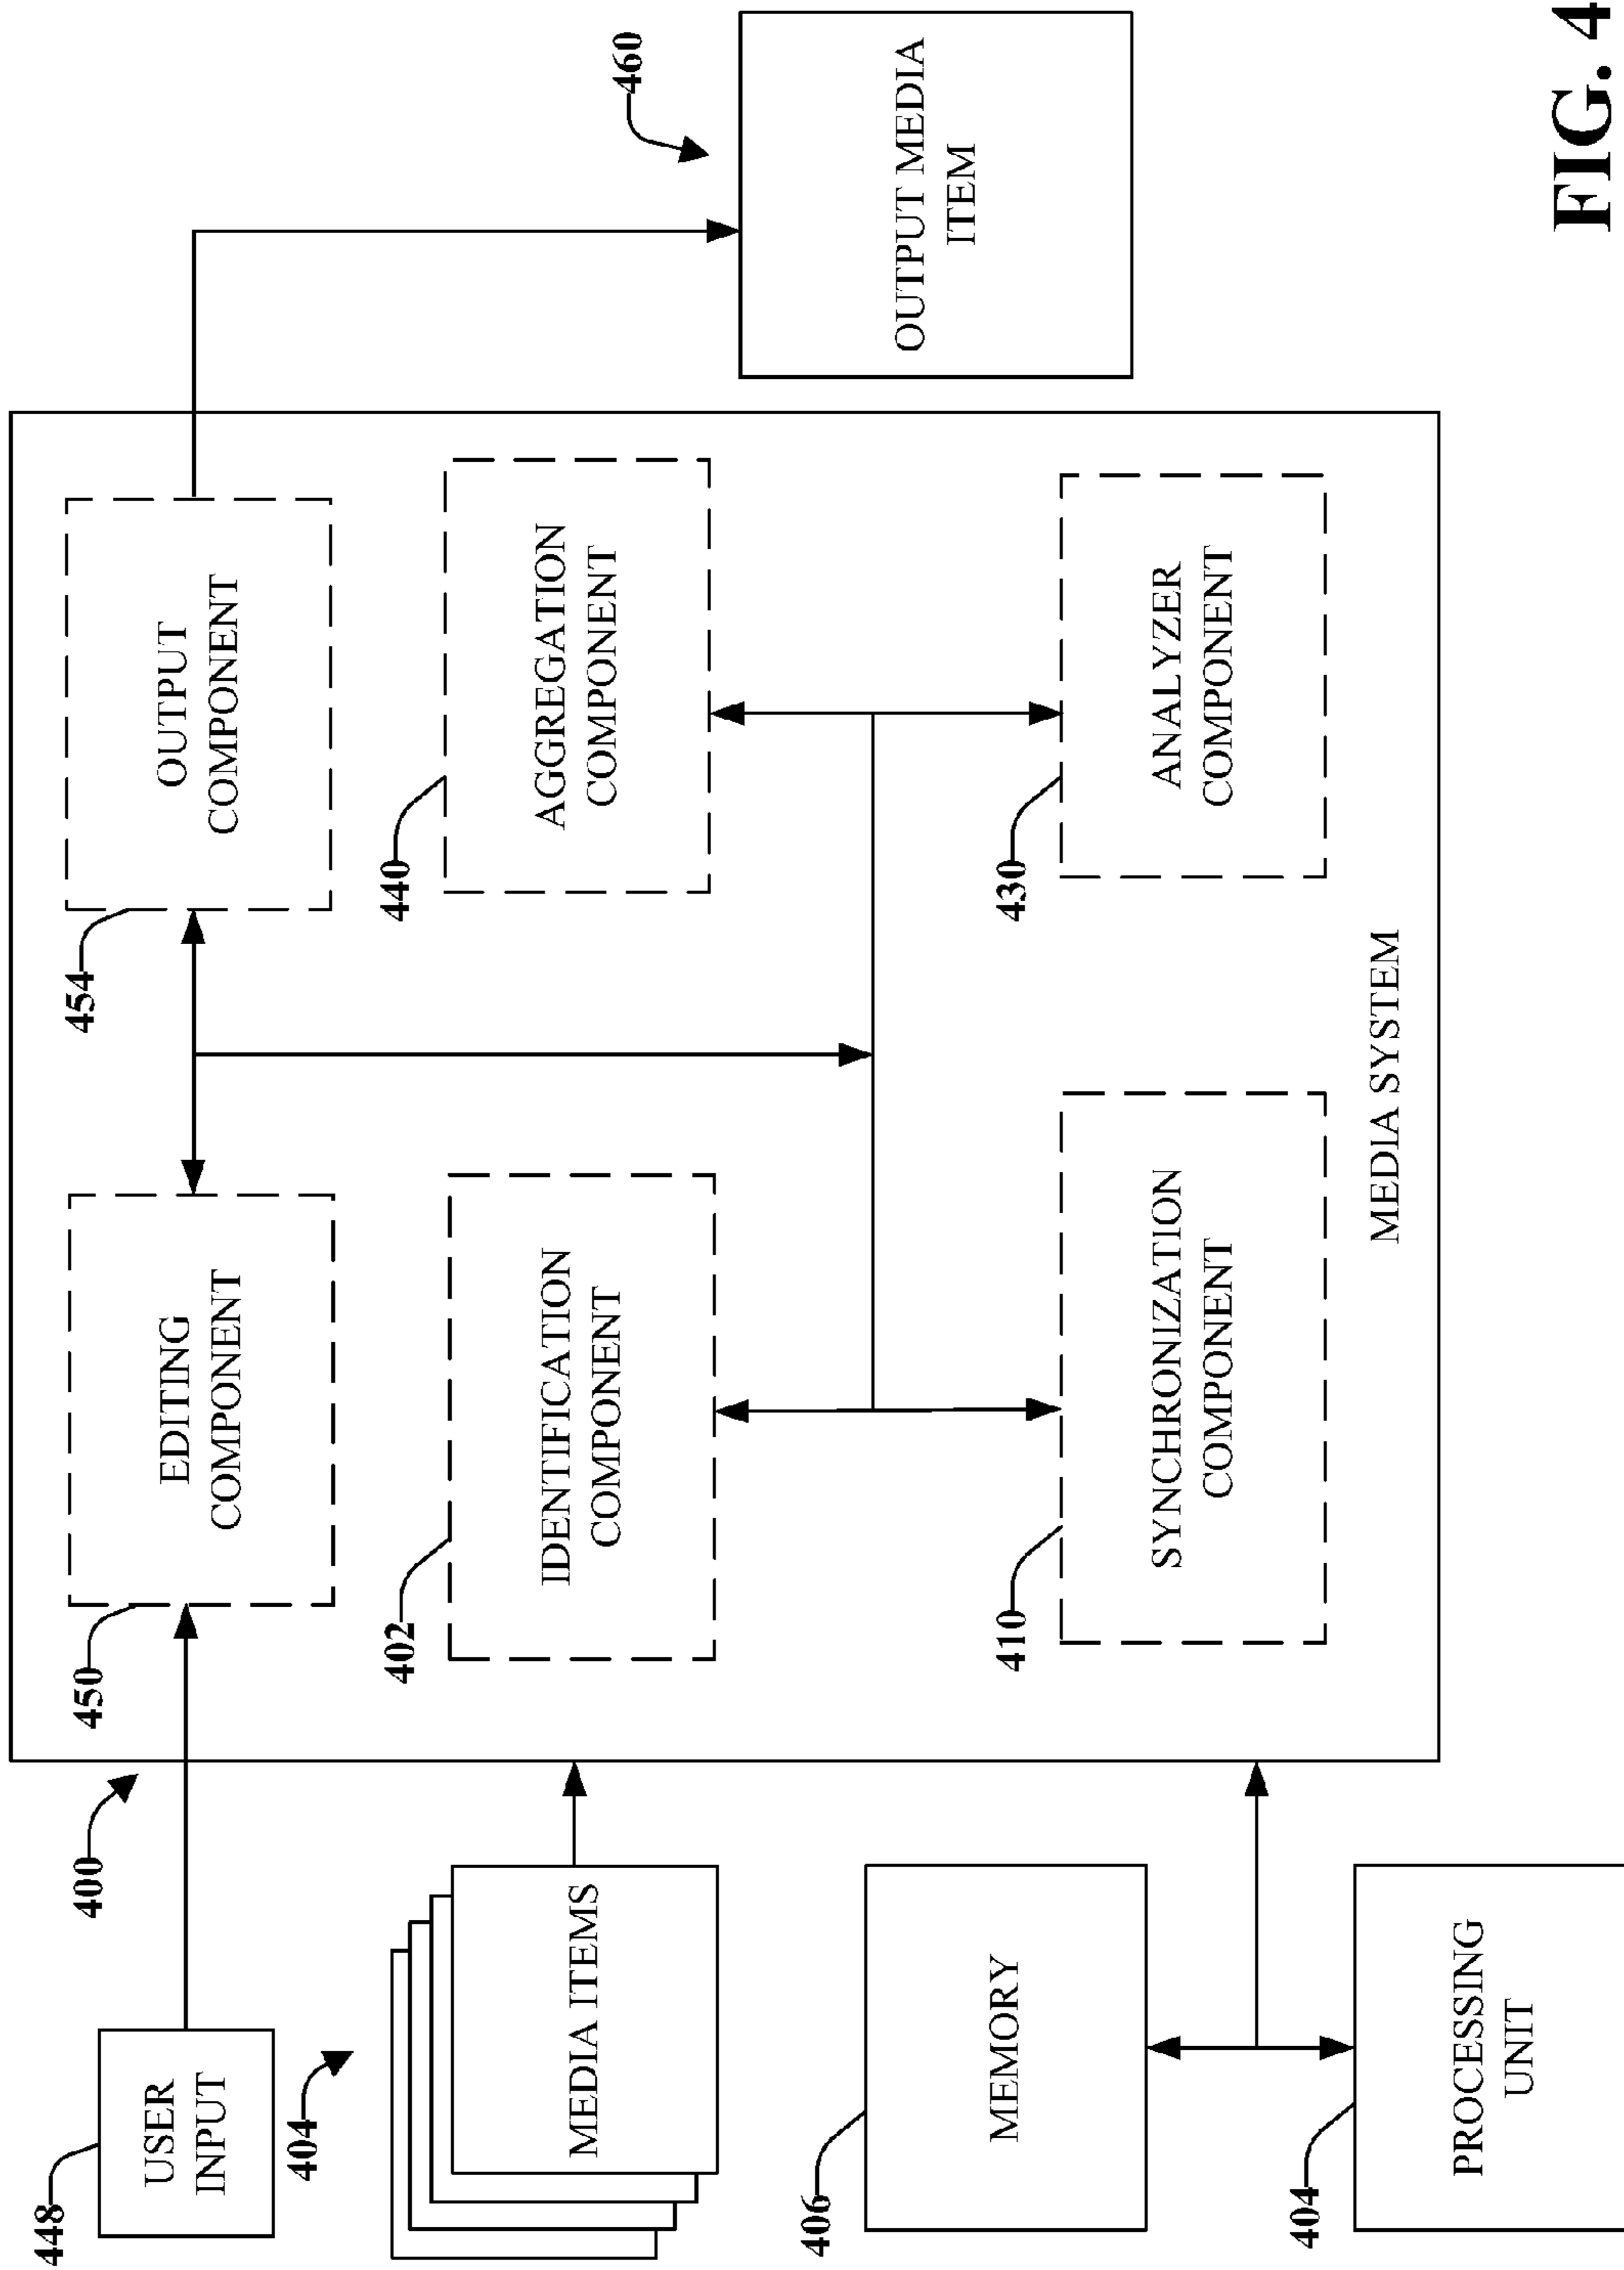 448
USER
INPUT
400
450
EDITING
COMPONENT
454
OUTPUT
COMPONENT
404
MEDIA ITEMS
402
IDENTIFICATION
COMPONENT
440
AGGREGATION
COMPONENT
460
OUTPUT MEDIA
ITEM
406
MEMORY
410
SYNCHRONIZATION
COMPONENT
430
ANALYZER
COMPONENT
404
PROCESSING
UNIT
MEDIA SYSTEM
FIG. 4